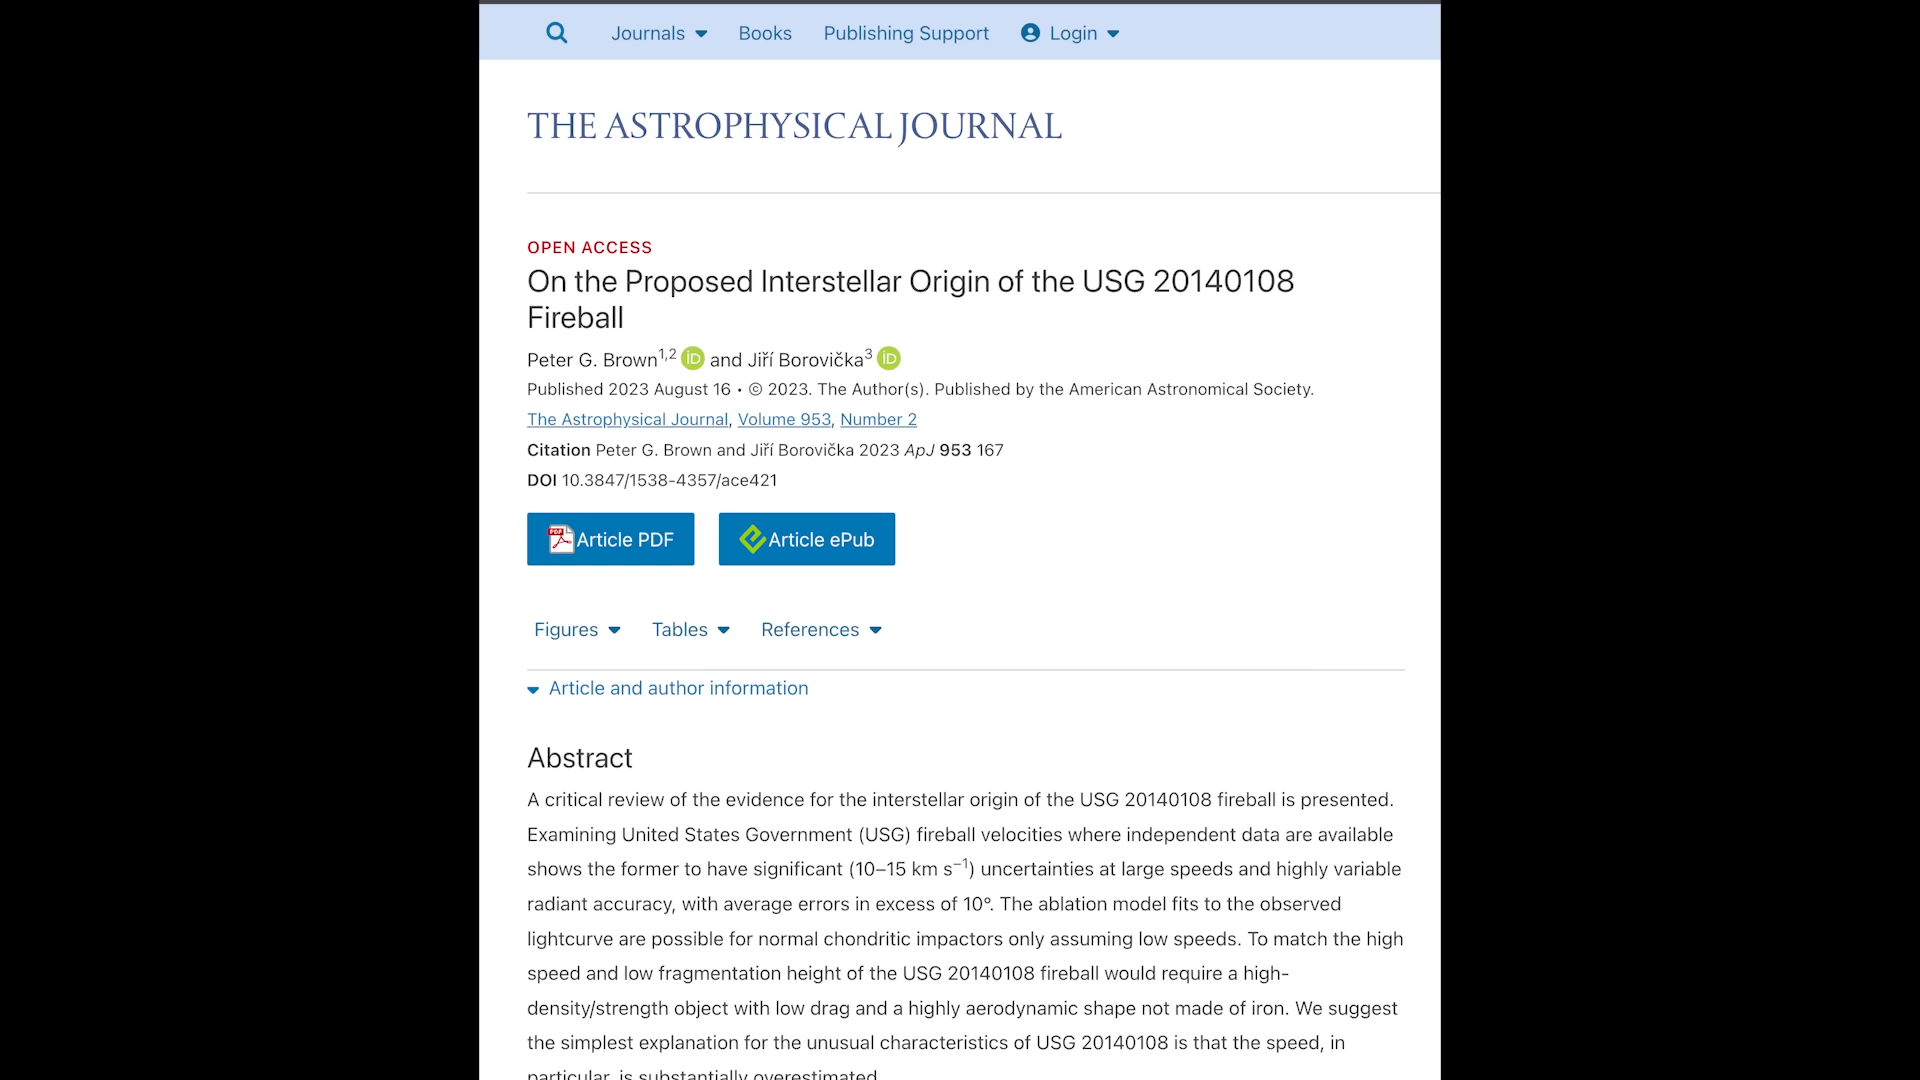 Journals Books Publishing Support Login
THE ASTROPHYSICAL JOURNAL
OPEN ACCESS
On the Proposed Interstellar Origin of the USG 20140108
Fireball
Peter G. Brown1,2 iD and Jiří Borovička3 iD
Published 2023 August 16 • © 2023. The Author(s). Published by the American Astronomical Society.
The Astrophysical Journal, Volume 953, Number 2
Citation Peter G. Brown and Jiří Borovička 2023 ApJ 953 167
DOI 10.3847/1538-4357/ace421
PDF Article PDF Article ePub
Figures Tables References
Article and author information
Abstract
A critical review of the evidence for the interstellar origin of the USG 20140108 fireball is presented.
Examining United States Government (USG) fireball velocities where independent data are available
shows the former to have significant (10–15 km s−1) uncertainties at large speeds and highly variable
radiant accuracy, with average errors in excess of 10°. The ablation model fits to the observed
lightcurve are possible for normal chondritic impactors only assuming low speeds. To match the high
speed and low fragmentation height of the USG 20140108 fireball would require a high-
density/strength object with low drag and a highly aerodynamic shape not made of iron. We suggest
the simplest explanation for the unusual characteristics of USG 20140108 is that the speed, in
particular, is substantially overestimated.